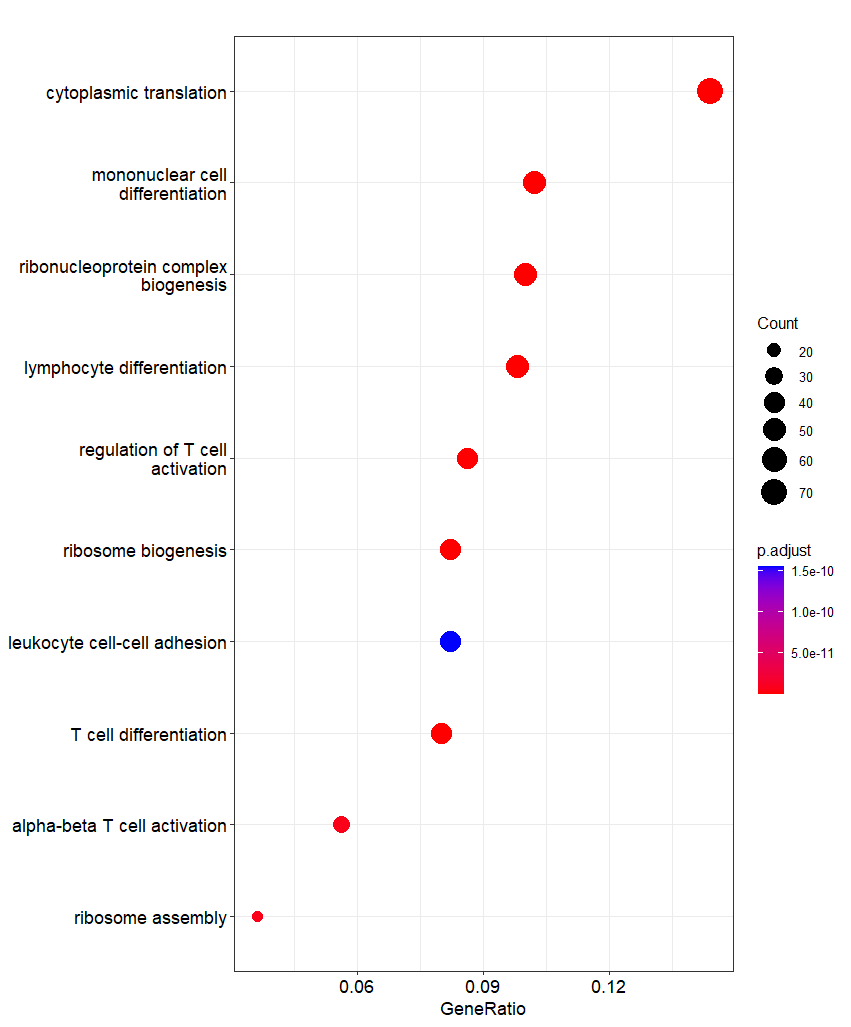 cytoplasmic translation
mononuclear cell
differentiation
ribonucleoprotein complex
biogenesis
lymphocyte differentiation
regulation of T cell
activation
ribosome biogenesis
leukocyte cell-cell adhesion
T cell differentiation
alpha-beta T cell activation
ribosome assembly
0.06
0.09
0.12
GeneRatio
Count
20
30
40
50
60
70
p.adjust
1.5e-10
1.0e-10
5.0e-11